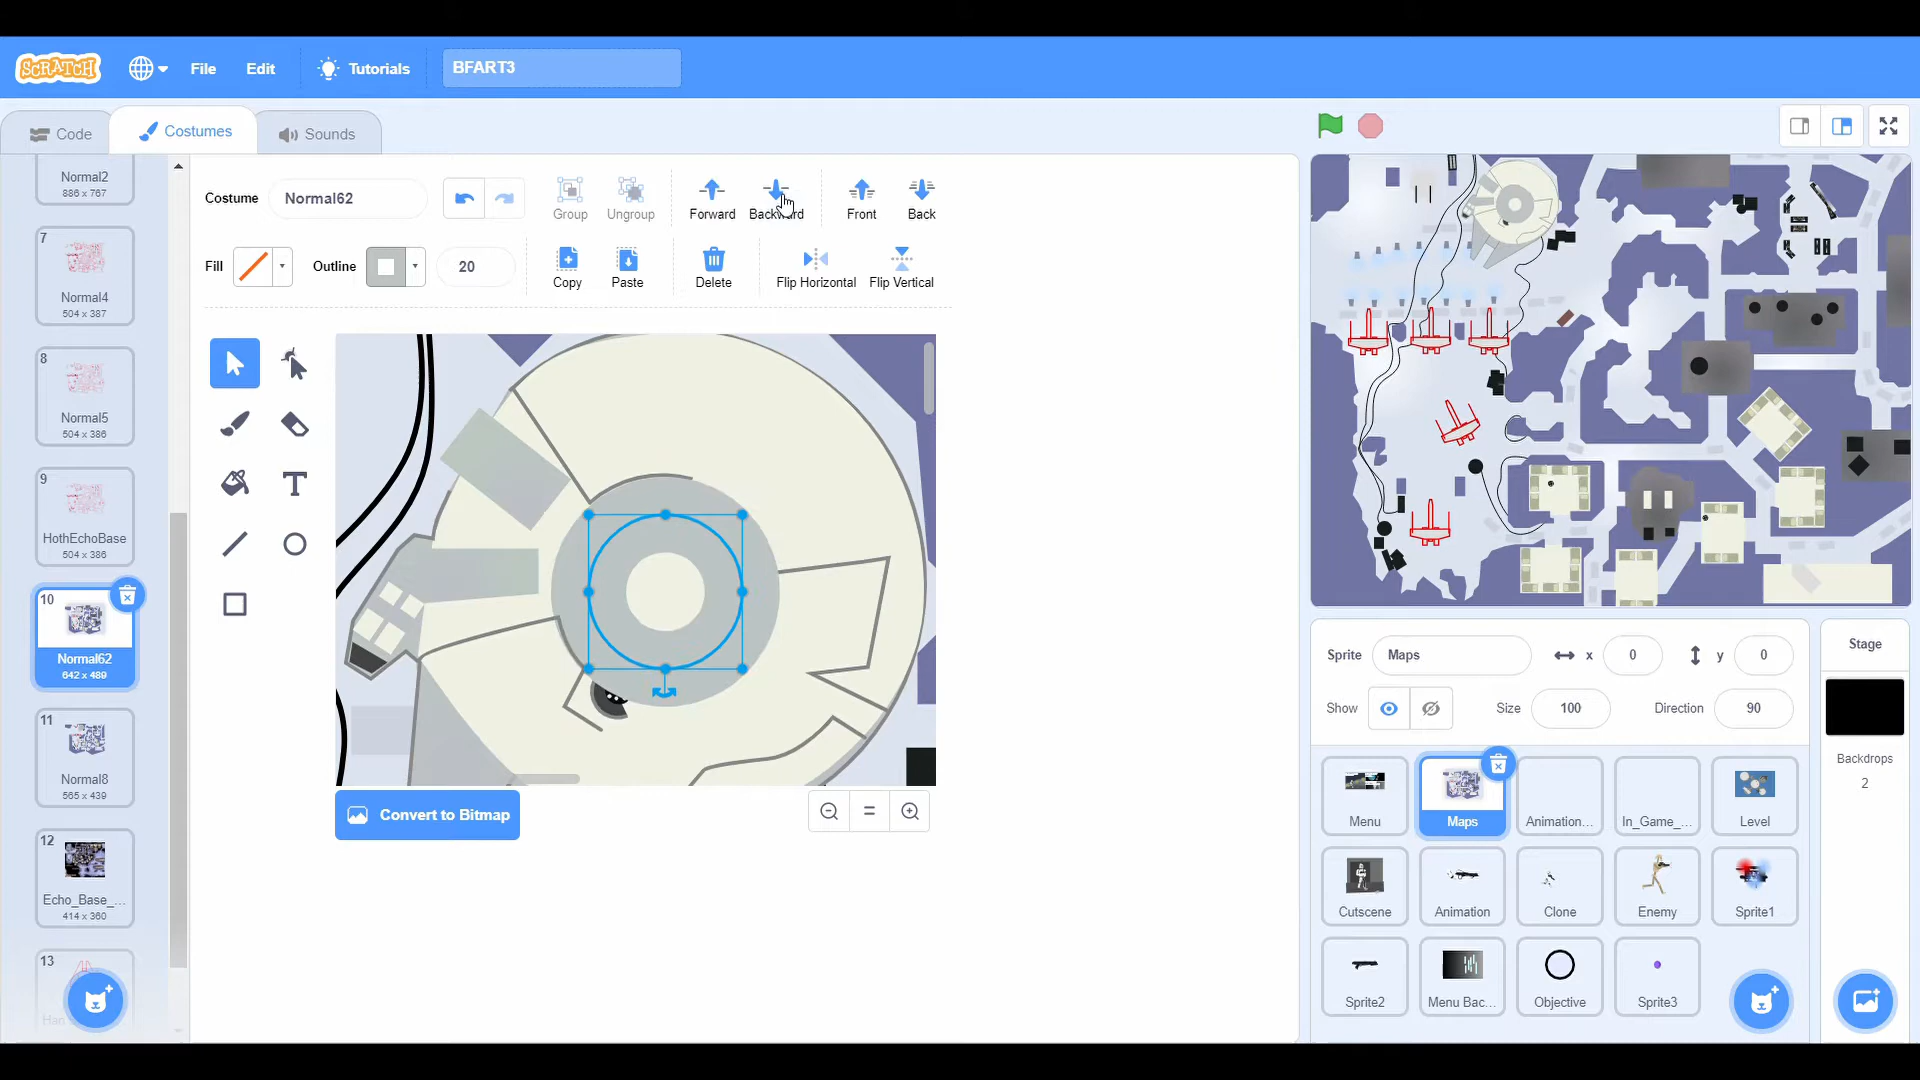 SCRATCH File Edit Tutorials BFART3
Code Costumes Sounds
Normal2
886 x 767
7
Normal4
504 x 387
8
Normal5
504 x 386
9
HothEchoBase
504 x 386
10
Normal62
642 x 489
11
Normal8
565 x 439
12
Echo_Base_...
414 x 360
13
Costume Normal62 Group Ungroup Forward Backward Front Back
Fill Outline 20 Copy Paste Delete Flip Horizontal Flip Vertical
T
Convert to Bitmap
Sprite Maps x 0 y 0
Show Size 100 Direction 90
Stage
Backdrops
2
Menu Maps Animation... In_Game_... Level
Cutscene Animation Clone Enemy Sprite1
Sprite2 Menu Bac... Objective Sprite3